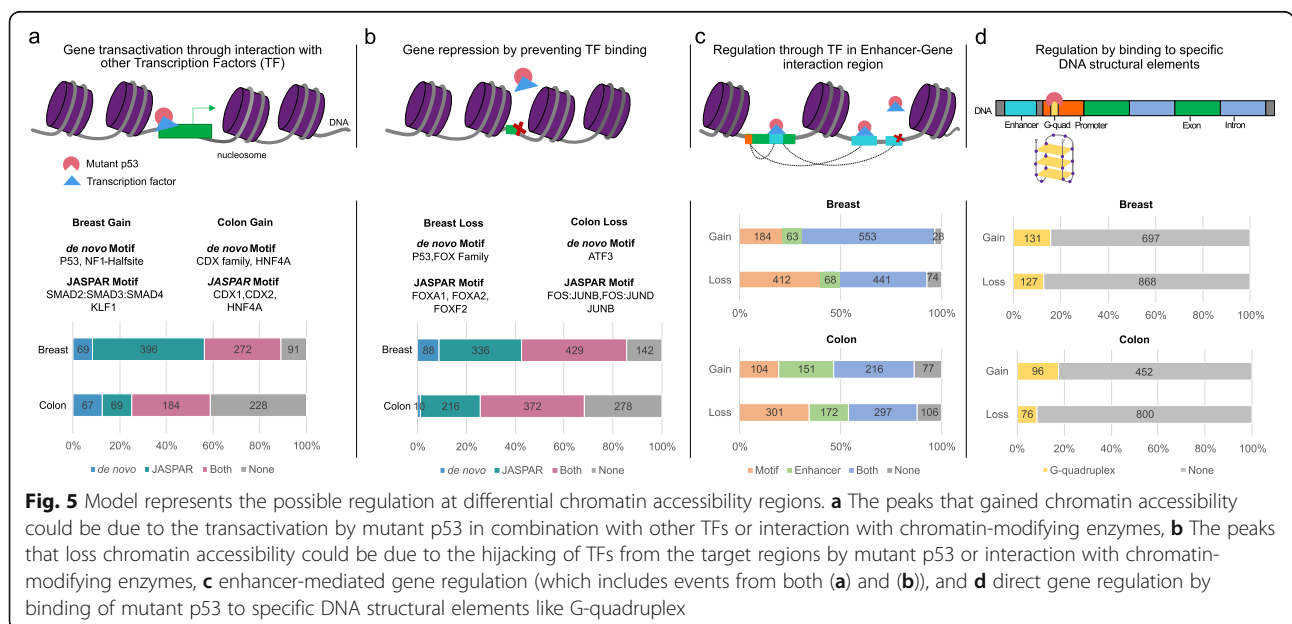 a
Gene transactivation through interaction with
other Transcription Factors (TF)
DNA
nucleosome
Mutant p53
Transcription factor
Breast Gain
de novo Motif
P53, NF1-Halfsite
JASPAR Motif
SMAD2:SMAD3:SMAD4
KLF1
Colon Gain
de novo Motif
CDX family, HNF4A
JASPAR Motif
CDX1,CDX2,
HNF4A
Breast 69 396 272 91
Colon 67 69 184 228
0% 20% 40% 60% 80% 100%
de novo JASPAR Both None
b
Gene repression by preventing TF binding
Breast Loss
de novo Motif
P53,FOX Family
JASPAR Motif
FOXA1, FOXA2,
FOXF2
Colon Loss
de novo Motif
ATF3
JASPAR Motif
FOS:JUNB,FOS:JUND
JUNB
Breast 88 336 429 142
Colon 10 216 372 278
0% 20% 40% 60% 80% 100%
de novo JASPAR Both None
c
Regulation through TF in Enhancer-Gene
interaction region
Breast
Gain 184 63 553 28
Loss 412 68 441 74
0% 50% 100%
Colon
Gain 104 151 216 77
Loss 301 172 297 106
0% 50% 100%
Motif Enhancer Both None
d
Regulation by binding to specific
DNA structural elements
DNA
Enhancer G-quad Promoter Exon Intron
Breast
Gain 131 697
Loss 127 868
0% 20% 40% 60% 80% 100%
Colon
Gain 96 452
Loss 76 800
0% 20% 40% 60% 80% 100%
G-quadruplex None
Fig. 5 Model represents the possible regulation at differential chromatin accessibility regions. a The peaks that gained chromatin accessibility
could be due to the transactivation by mutant p53 in combination with other TFs or interaction with chromatin-modifying enzymes, b The peaks
that loss chromatin accessibility could be due to the hijacking of TFs from the target regions by mutant p53 or interaction with chromatin-
modifying enzymes, c enhancer-mediated gene regulation (which includes events from both (a) and (b)), and d direct gene regulation by
binding of mutant p53 to specific DNA structural elements like G-quadruplex